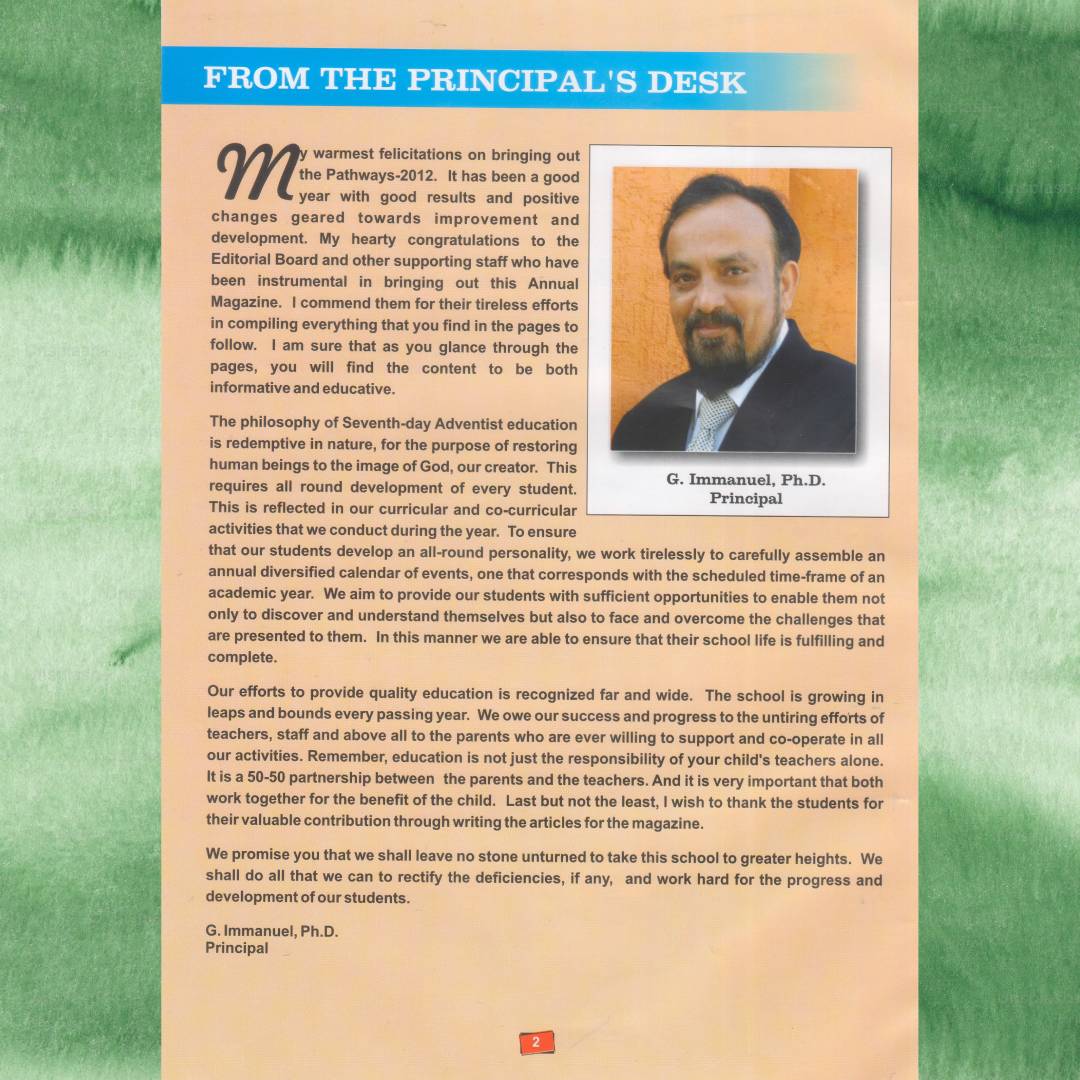 FROM THE PRINCIPAL'S DESK
My warmest felicitations on bringing out
the Pathways-2012. It has been a good
year with good results and positive
changes geared towards improvement and
development. My hearty congratulations to the
Editorial Board and other supporting staff who have
been instrumental in bringing out this Annual
Magazine. I commend them for their tireless efforts
in compiling everything that you find in the pages to
follow. I am sure that as you glance through the
pages, you will find the content to be both
informative and educative.
The philosophy of Seventh-day Adventist education
is redemptive in nature, for the purpose of restoring
human beings to the image of God, our creator. This
requires all round development of every student.
This is reflected in our curricular and co-curricular
activities that we conduct during the year. To ensure
that our students develop an all-round personality, we work tirelessly to carefully assemble an
annual diversified calendar of events, one that corresponds with the scheduled time-frame of an
academic year. We aim to provide our students with sufficient opportunities to enable them not
only to discover and understand themselves but also to face and overcome the challenges that
are presented to them. In this manner we are able to ensure that their school life is fulfilling and
complete.
Our efforts to provide quality education is recognized far and wide. The school is growing in
leaps and bounds every passing year. We owe our success and progress to the untiring efforts of
teachers, staff and above all to the parents who are ever willing to support and co-operate in all
our activities. Remember, education is not just the responsibility of your child's teachers alone.
It is a 50-50 partnership between the parents and the teachers. And it is very important that both
work together for the benefit of the child. Last but not the least, I wish to thank the students for
their valuable contribution through writing the articles for the magazine.
We promise you that we shall leave no stone unturned to take this school to greater heights. We
shall do all that we can to rectify the deficiencies, if any, and work hard for the progress and
development of our students.
G. Immanuel, Ph.D.
Principal
G. Immanuel, Ph.D.
Principal
2